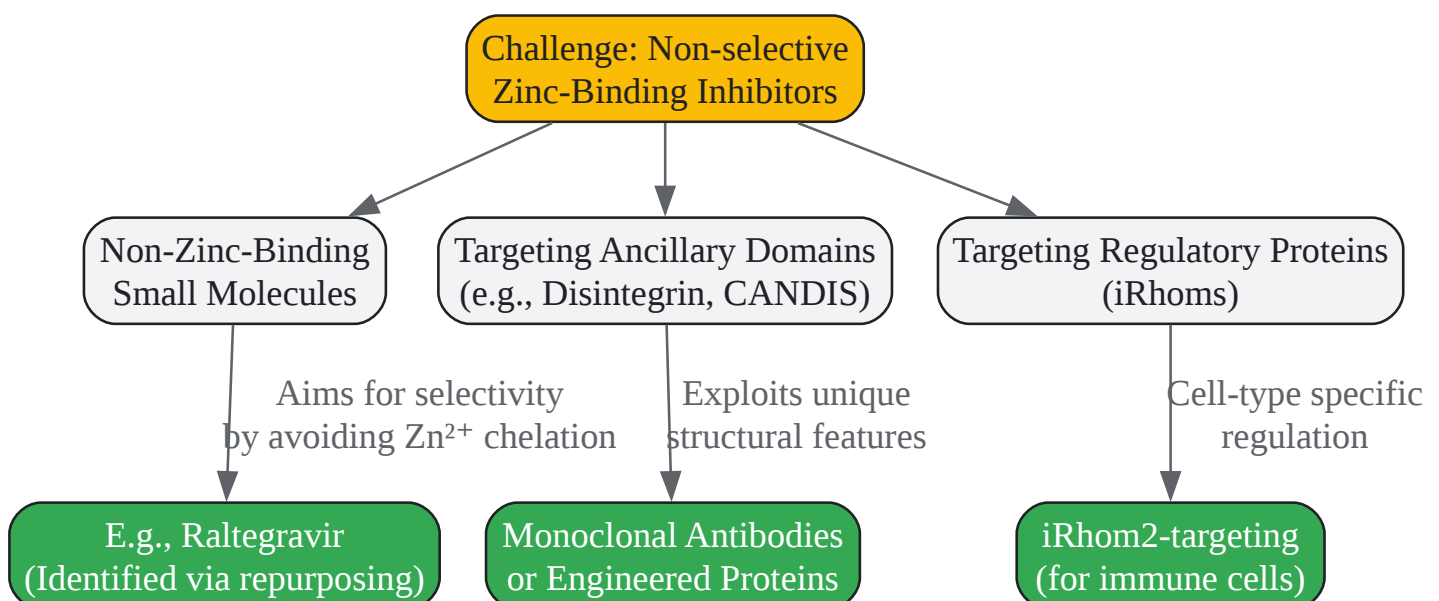 Challenge: Non-selective
Zinc-Binding Inhibitors
Non-Zinc-Binding
Small Molecules
Targeting Ancillary Domains
(e.g., Disintegrin, CANDIS)
Targeting Regulatory Proteins
(iRhoms)
Aims for selectivity
by avoiding Zn²⁺ chelation
Exploits unique
structural features
Cell-type specific
regulation
E.g., Raltegravir
(Identified via repurposing)
Monoclonal Antibodies
or Engineered Proteins
iRhom2-targeting
(for immune cells)